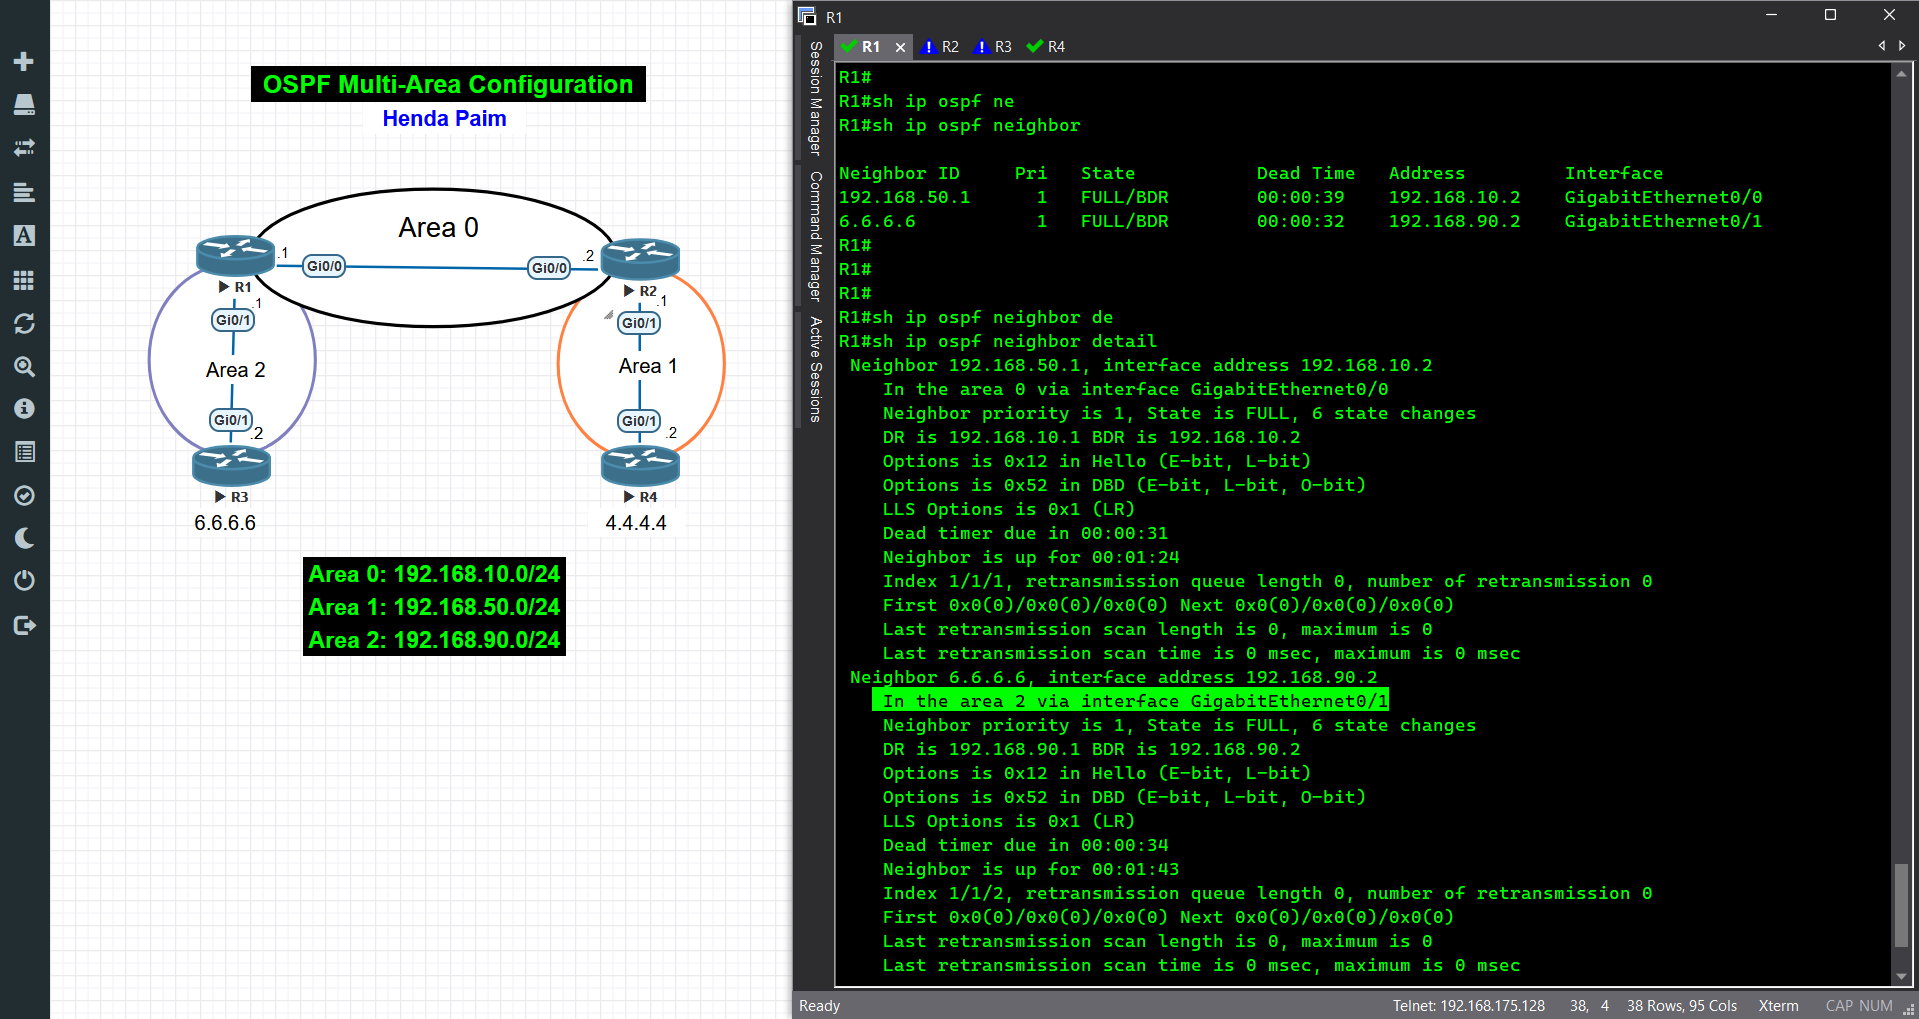 OSPF Multi-Area Configuration
Henda Paim
Area 0
.1
Gi0/0
Gi0/0
.2
R1
R2
.1
.1
Gi0/1
Gi0/1
Area 2
Area 1
Gi0/1
Gi0/1
.2
.2
R3
R4
6.6.6.6
4.4.4.4
Area 0: 192.168.10.0/24
Area 1: 192.168.50.0/24
Area 2: 192.168.90.0/24
R1
Session Manager
Command Manager
Active Sessions
R1 R2 R3 R4
R1#
R1#sh ip ospf ne
R1#sh ip ospf neighbor
Neighbor ID Pri State Dead Time Address Interface
192.168.50.1 1 FULL/BDR 00:00:39 192.168.10.2 GigabitEthernet0/0
6.6.6.6 1 FULL/BDR 00:00:32 192.168.90.2 GigabitEthernet0/1
R1#
R1#
R1#
R1#sh ip ospf neighbor de
R1#sh ip ospf neighbor detail
Neighbor 192.168.50.1, interface address 192.168.10.2
In the area 0 via interface GigabitEthernet0/0
Neighbor priority is 1, State is FULL, 6 state changes
DR is 192.168.10.1 BDR is 192.168.10.2
Options is 0x12 in Hello (E-bit, L-bit)
Options is 0x52 in DBD (E-bit, L-bit, O-bit)
LLS Options is 0x1 (LR)
Dead timer due in 00:00:31
Neighbor is up for 00:01:24
Index 1/1/1, retransmission queue length 0, number of retransmission 0
First 0x0(0)/0x0(0)/0x0(0) Next 0x0(0)/0x0(0)/0x0(0)
Last retransmission scan length is 0, maximum is 0
Last retransmission scan time is 0 msec, maximum is 0 msec
Neighbor 6.6.6.6, interface address 192.168.90.2
In the area 2 via interface GigabitEthernet0/1
Neighbor priority is 1, State is FULL, 6 state changes
DR is 192.168.90.1 BDR is 192.168.90.2
Options is 0x12 in Hello (E-bit, L-bit)
Options is 0x52 in DBD (E-bit, L-bit, O-bit)
LLS Options is 0x1 (LR)
Dead timer due in 00:00:34
Neighbor is up for 00:01:43
Index 1/1/2, retransmission queue length 0, number of retransmission 0
First 0x0(0)/0x0(0)/0x0(0) Next 0x0(0)/0x0(0)/0x0(0)
Last retransmission scan length is 0, maximum is 0
Last retransmission scan time is 0 msec, maximum is 0 msec
Ready Telnet: 192.168.175.128 38, 4 38 Rows, 95 Cols Xterm CAP NUM